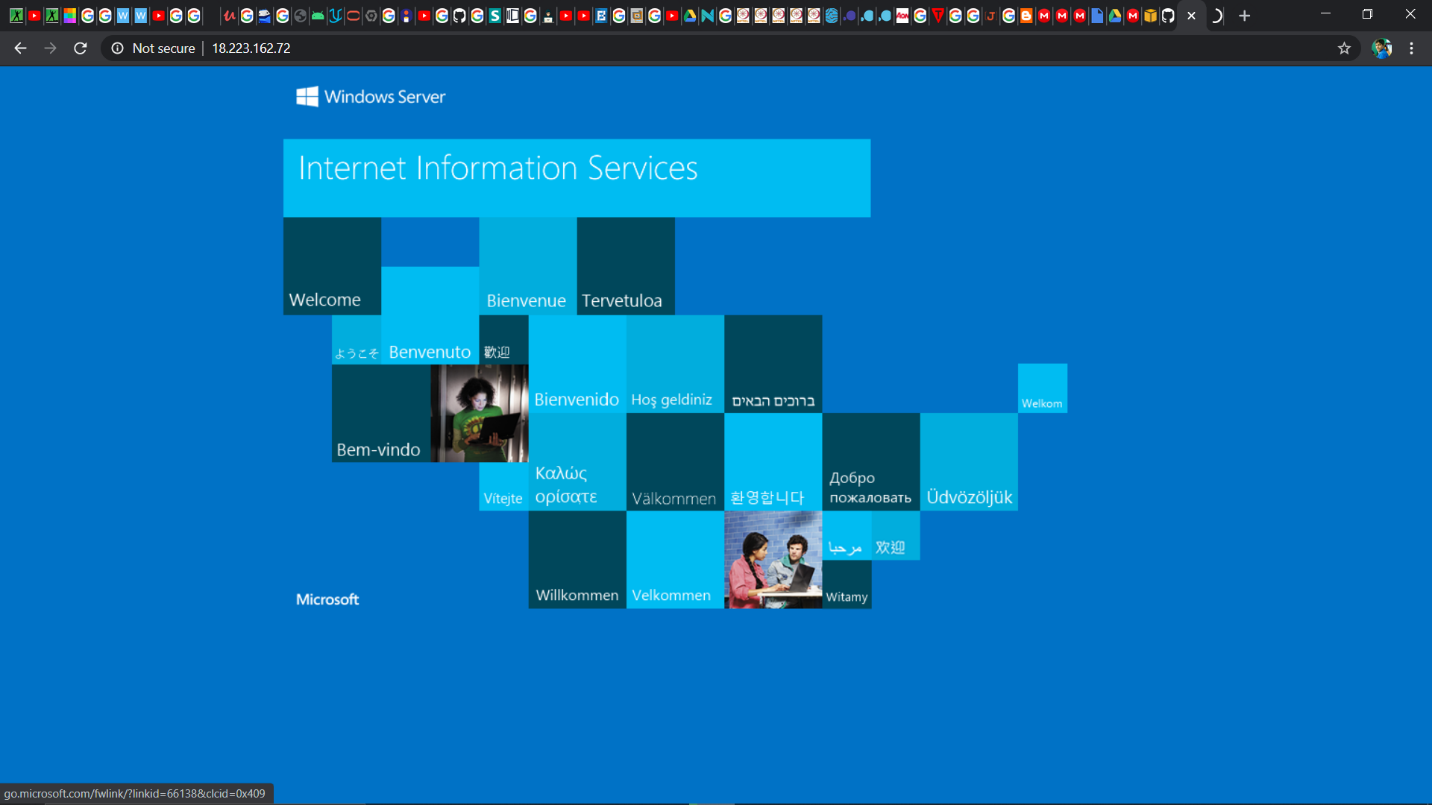 Not secure
18.223.162.72
Windows Server
Internet Information Services
Welcome
Bienvenue
Tervetuloa
ようこそ
Benvenuto
歡迎
Bienvenido
Hoş geldiniz
ברוכים הבאים
Welkom
Bem-vindo
Vítejte
Καλώς
ορίσατε
Välkommen
환영합니다
Добро
пожаловать
Üdvözöljük
مرحبا
欢迎
Willkommen
Velkommen
Witamy
Microsoft
go.microsoft.com/fwlink/?linkid=66138&clcid=0x409